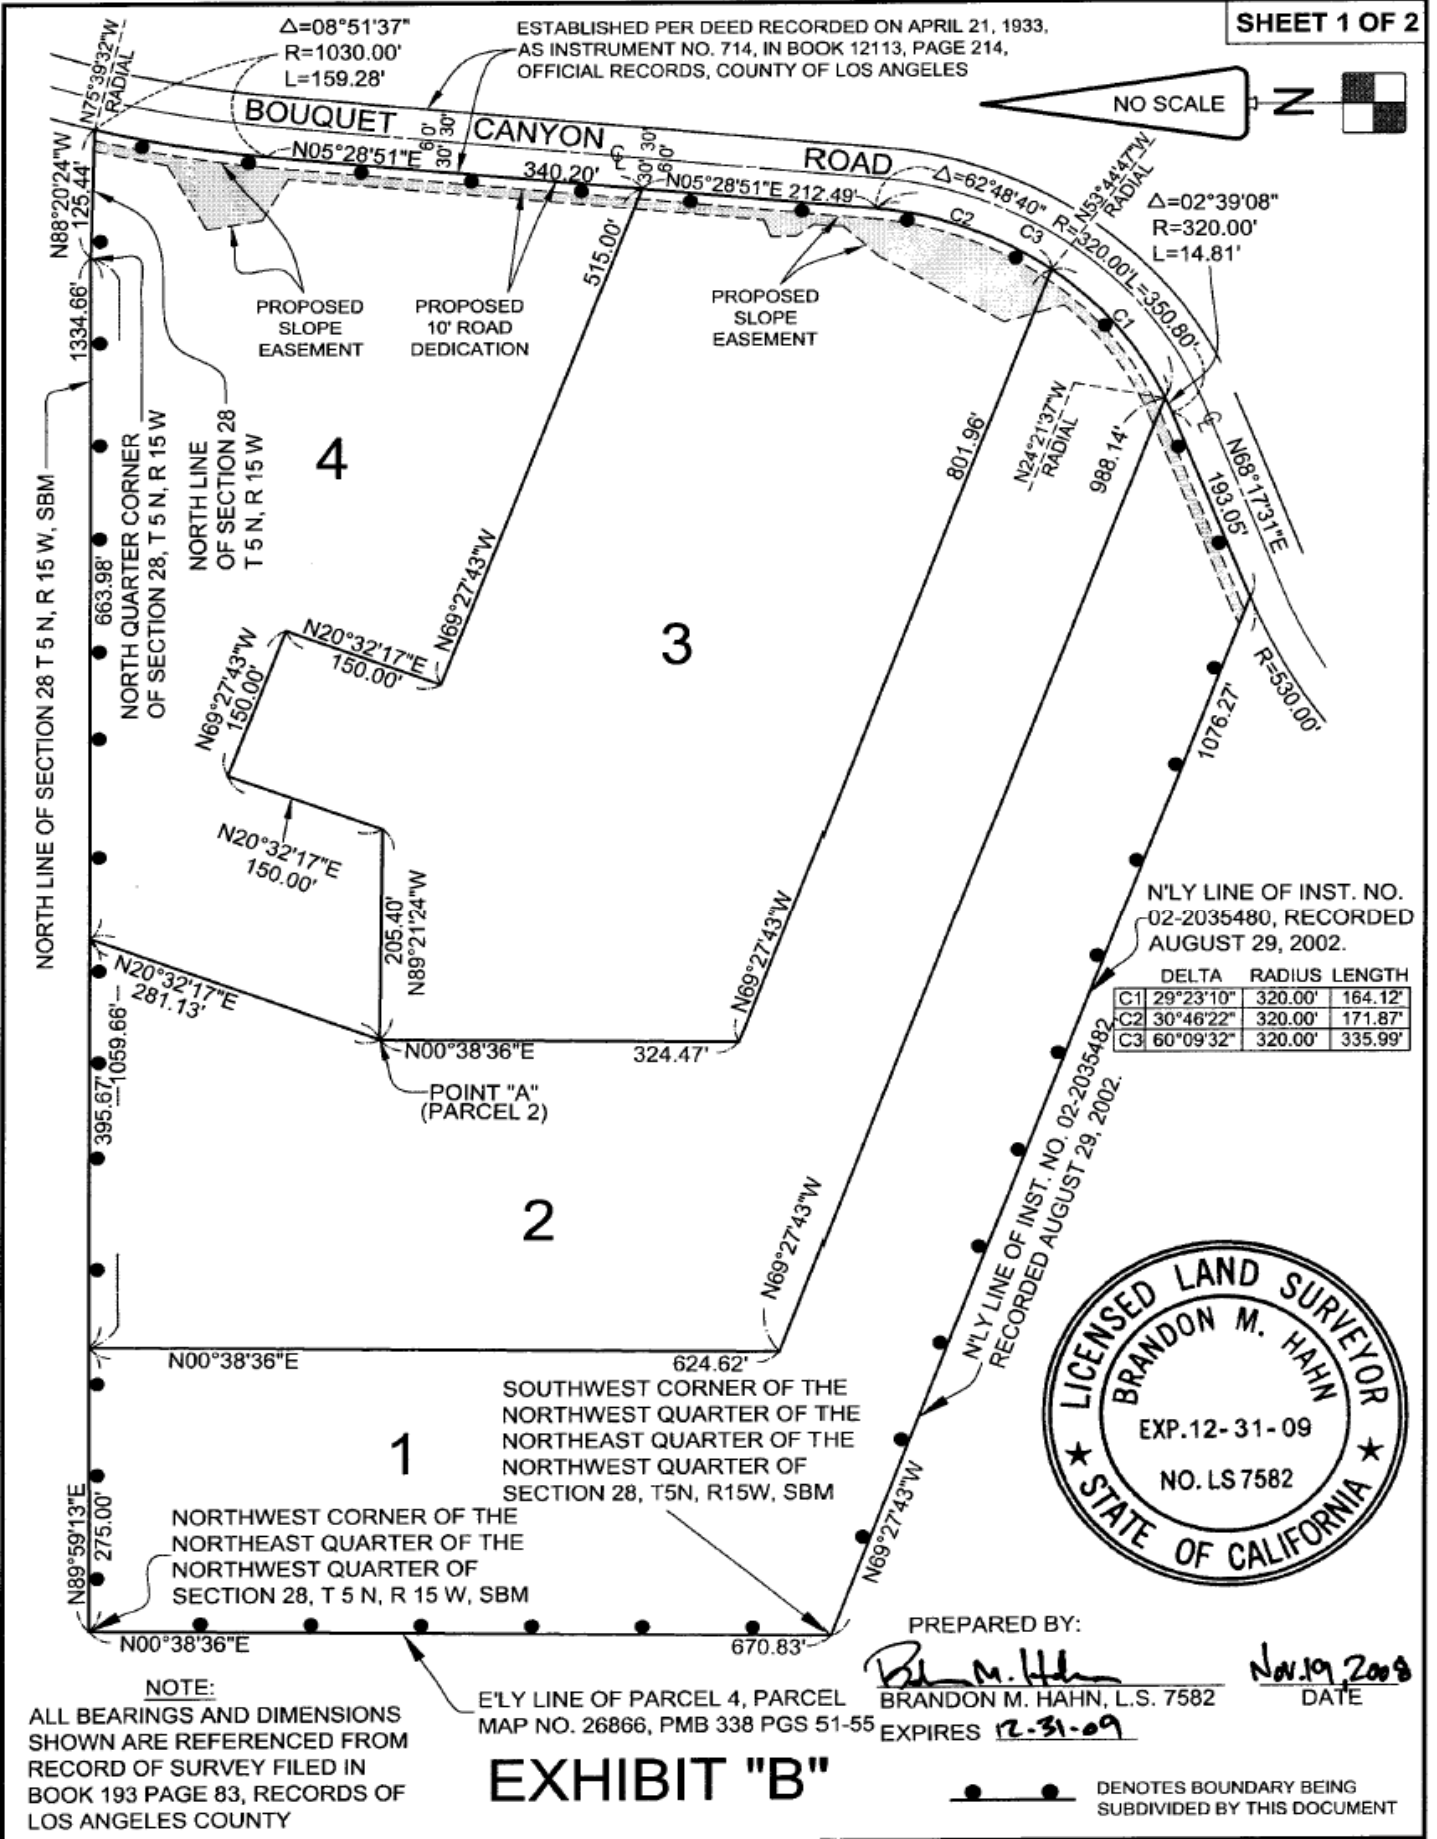 SHEET 1 OF 2
Δ=08°51'37"
R=1030.00'
L=159.28'
ESTABLISHED PER DEED RECORDED ON APRIL 21, 1933,
AS INSTRUMENT NO. 714, IN BOOK 12113, PAGE 214,
OFFICIAL RECORDS, COUNTY OF LOS ANGELES
N75°39'32"W
RADIAL
NO SCALE
N
BOUQUET CANYON ROAD
N05°28'51"E
340.20'
60'
30' 30'
30' 30'
60'
N05°28'51"E 212.49'
Δ=62°48'40" R=320.00' L=350.80'
N53°44'47"W
RADIAL
Δ=02°39'08"
R=320.00'
L=14.81'
C2
C3
C1
N88°20'24"W
125.44'
1334.66'
515.00'
PROPOSED
SLOPE
EASEMENT
PROPOSED
10' ROAD
DEDICATION
PROPOSED
SLOPE
EASEMENT
NORTH LINE OF SECTION 28 T 5 N, R 15 W, SBM
663.98'
NORTH QUARTER CORNER
OF SECTION 28, T 5 N, R 15 W
NORTH LINE
OF SECTION 28
T 5 N, R 15 W
4
801.96'
N24°21'37"W
RADIAL
988.14'
N68°17'31"E
193.05'
R=530.00'
1076.27'
N69°27'43"W
N20°32'17"E
150.00'
N69°27'43"W
150.00'
3
N20°32'17"E
150.00'
205.40'
N89°21'24"W
N69°27'43"W
N20°32'17"E
281.13'
N00°38'36"E
324.47'
POINT "A"
(PARCEL 2)
395.67'
1059.66'
N'LY LINE OF INST. NO.
02-2035480, RECORDED
AUGUST 29, 2002.
DELTA RADIUS LENGTH
C1 29°23'10" 320.00' 164.12'
C2 30°46'22" 320.00' 171.87'
C3 60°09'32" 320.00' 335.99'
N'LY LINE OF INST. NO. 02-2035482,
RECORDED AUGUST 29, 2002.
2
N69°27'43"W
N00°38'36"E
624.62'
SOUTHWEST CORNER OF THE
NORTHWEST QUARTER OF THE
NORTHEAST QUARTER OF THE
NORTHWEST QUARTER OF
SECTION 28, T5N, R15W, SBM
1
N89°59'13"E
275.00'
NORTHWEST CORNER OF THE
NORTHEAST QUARTER OF THE
NORTHWEST QUARTER OF
SECTION 28, T 5 N, R 15 W, SBM
N69°27'43"W
LICENSED LAND SURVEYOR
BRANDON M. HAHN
EXP.12-31-09
NO. LS 7582
STATE OF CALIFORNIA
N00°38'36"E
670.83'
E'LY LINE OF PARCEL 4, PARCEL
MAP NO. 26866, PMB 338 PGS 51-55
NOTE:
ALL BEARINGS AND DIMENSIONS
SHOWN ARE REFERENCED FROM
RECORD OF SURVEY FILED IN
BOOK 193 PAGE 83, RECORDS OF
LOS ANGELES COUNTY
EXHIBIT "B"
PREPARED BY:
Nov. 19, 2008
BRANDON M. HAHN, L.S. 7582
DATE
EXPIRES 12-31-09
DENOTES BOUNDARY BEING
SUBDIVIDED BY THIS DOCUMENT